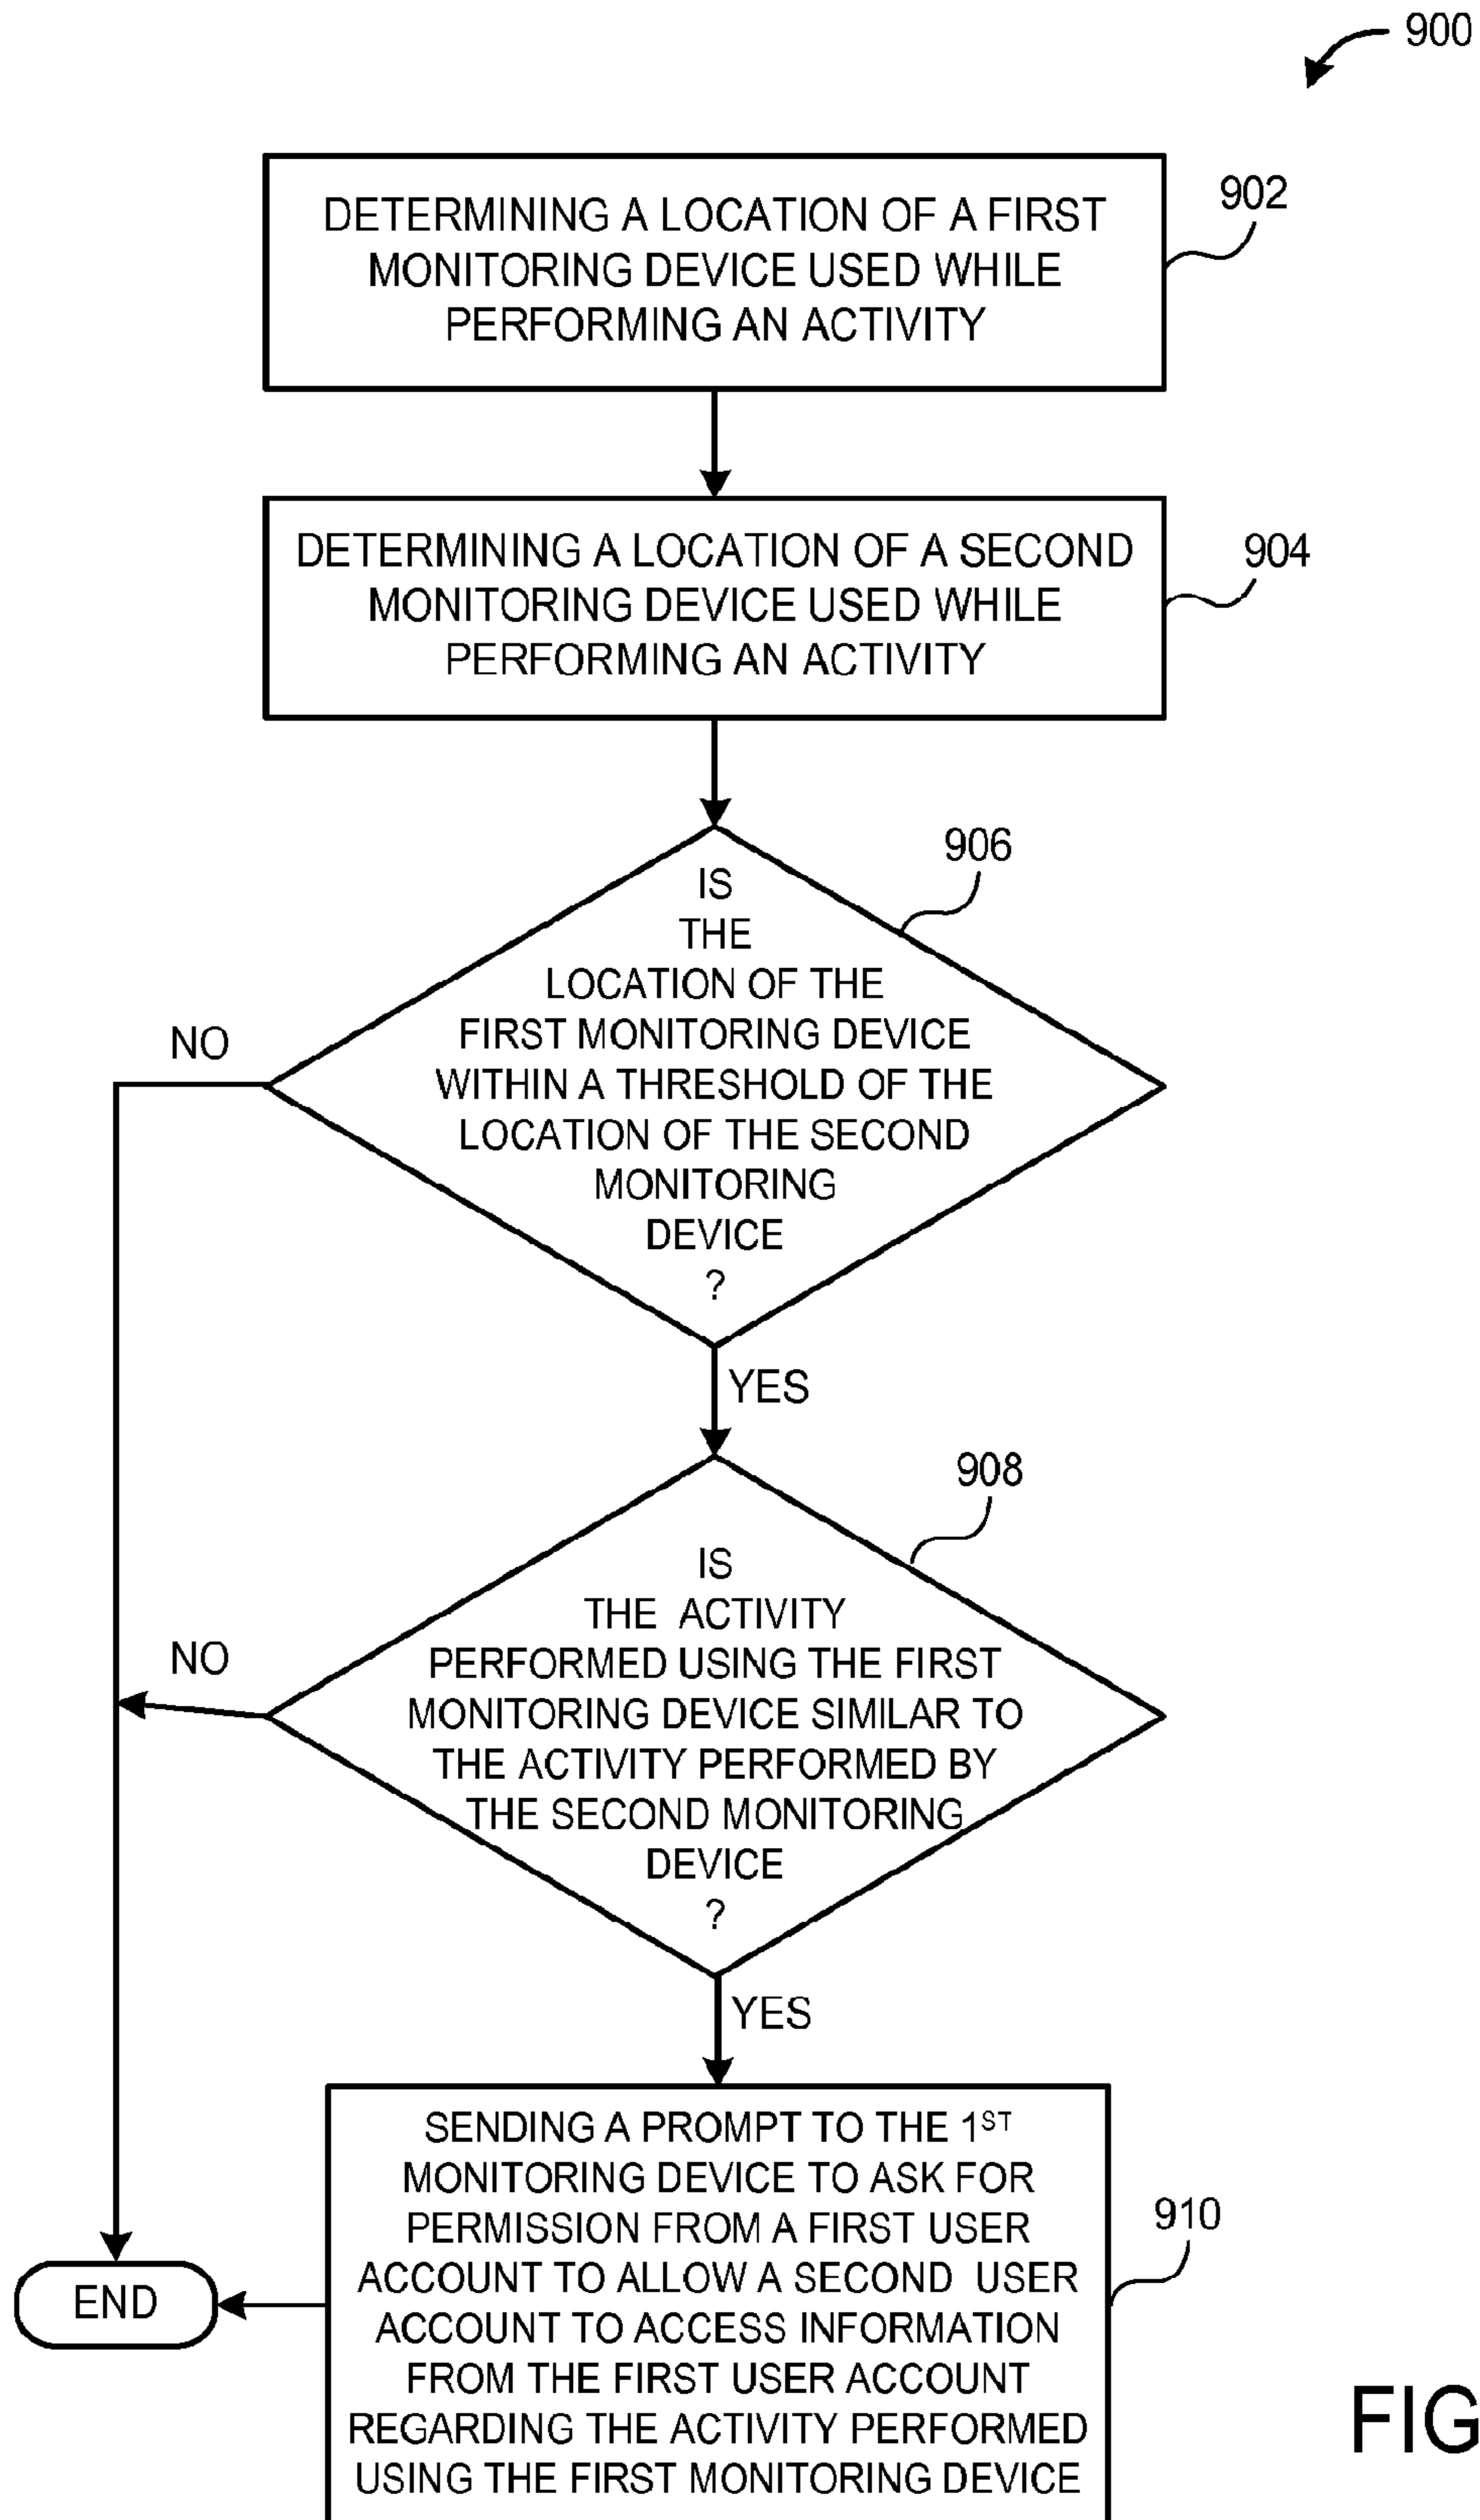 900
DETERMINING A LOCATION OF A FIRST
MONITORING DEVICE USED WHILE
PERFORMING AN ACTIVITY
902
DETERMINING A LOCATION OF A SECOND
MONITORING DEVICE USED WHILE
PERFORMING AN ACTIVITY
904
906
IS
THE
LOCATION OF THE
FIRST MONITORING DEVICE
WITHIN A THRESHOLD OF THE
LOCATION OF THE SECOND
MONITORING
DEVICE
?
NO
YES
908
IS
THE ACTIVITY
PERFORMED USING THE FIRST
MONITORING DEVICE SIMILAR TO
THE ACTIVITY PERFORMED BY
THE SECOND MONITORING
DEVICE
?
NO
YES
SENDING A PROMPT TO THE 1ST
MONITORING DEVICE TO ASK FOR
PERMISSION FROM A FIRST USER
ACCOUNT TO ALLOW A SECOND USER
ACCOUNT TO ACCESS INFORMATION
FROM THE FIRST USER ACCOUNT
REGARDING THE ACTIVITY PERFORMED
USING THE FIRST MONITORING DEVICE
910
END
FIG